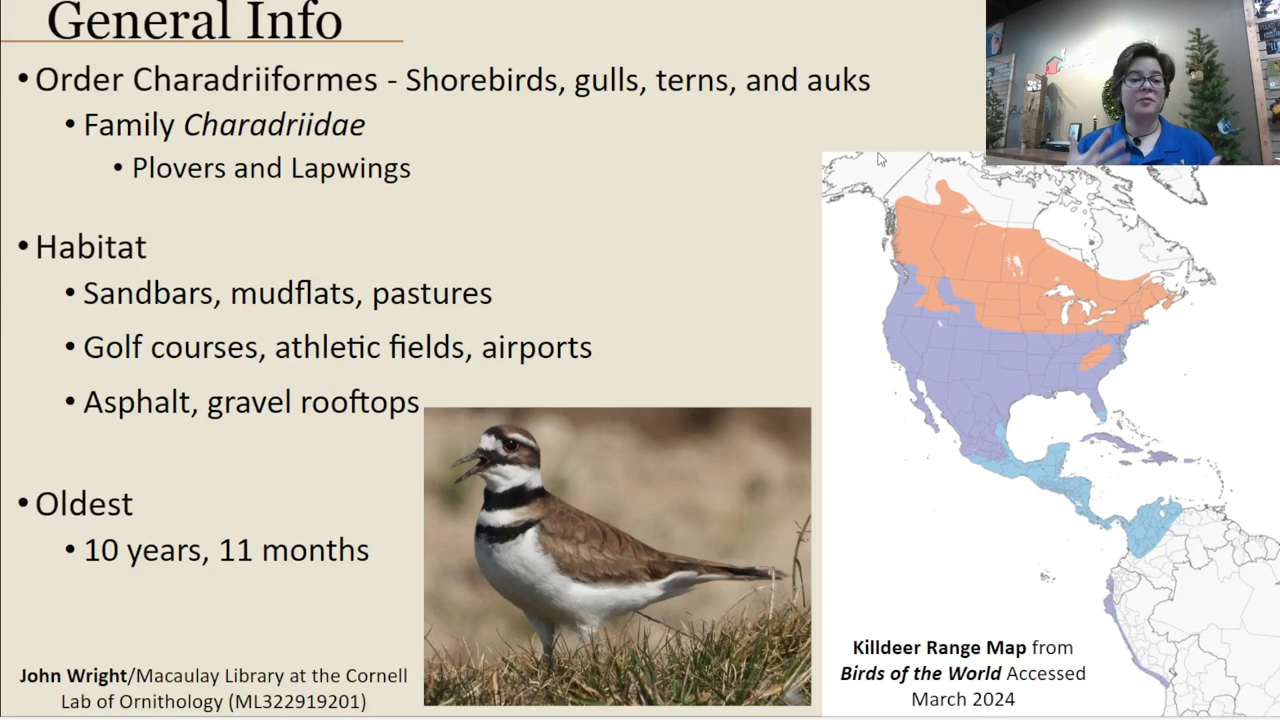 General Info
• Order Charadriiformes - Shorebirds, gulls, terns, and auks
• Family Charadriidae
• Plovers and Lapwings
• Habitat
• Sandbars, mudflats, pastures
• Golf courses, athletic fields, airports
• Asphalt, gravel rooftops
• Oldest
• 10 years, 11 months
John Wright/Macaulay Library at the Cornell
Lab of Ornithology (ML322919201)
Killdeer Range Map from
Birds of the World Accessed
March 2024